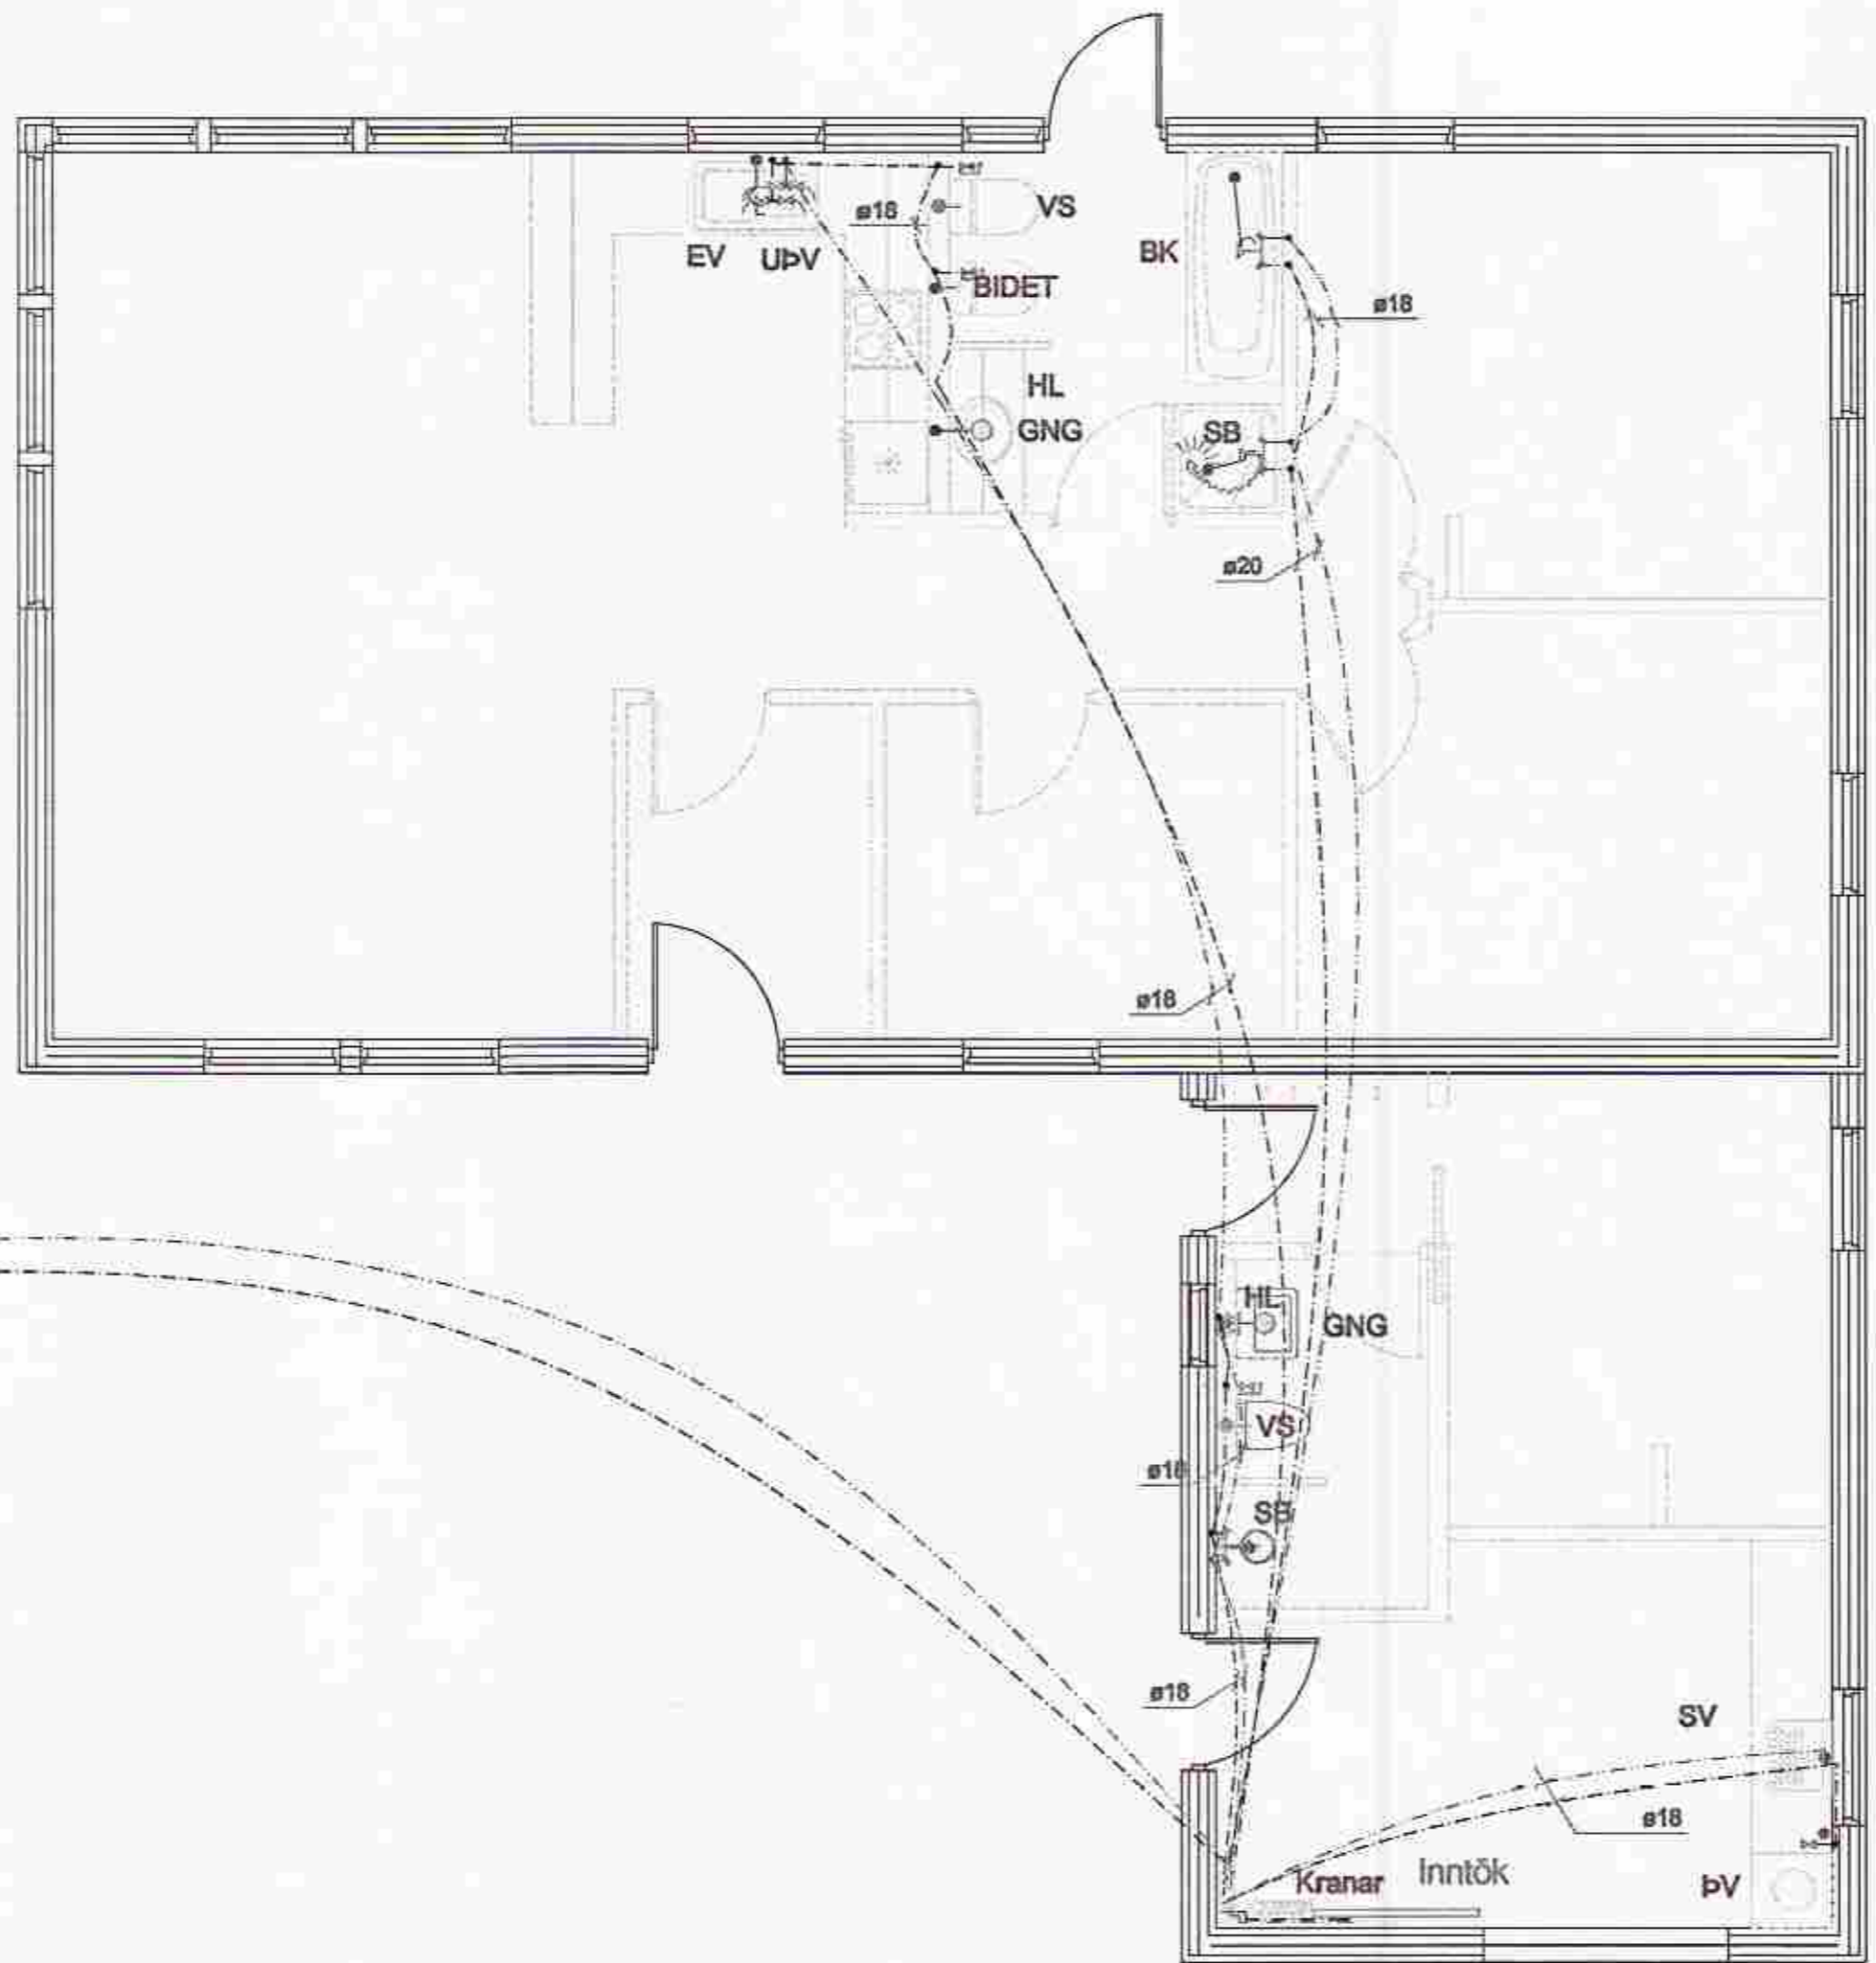 VS
ø18
EV UÞV
BK
BIDET
ø18
HL
GNG
SB
ø20
ø18
HL
GNG
VS
ø18
SB
ø18
SV
ø18
Kranar Inntök
ÞV